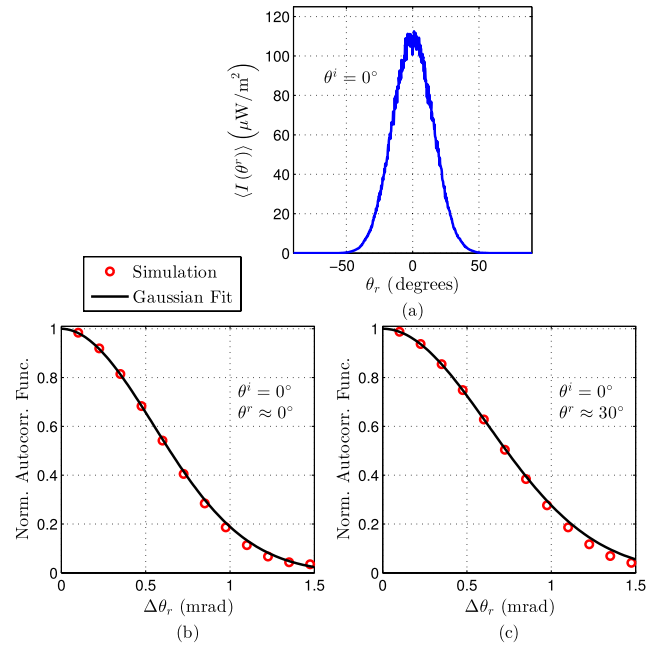 120
100
80
60
40
20
0
⟨I (θ^r)⟩ (μW/m²)
θ^i = 0°
−50
0
50
θ_r (degrees)
(a)
Simulation
Gaussian Fit
1
0.8
0.6
0.4
0.2
0
Norm. Autocorr. Func.
θ^i = 0°
θ^r ≈ 0°
0
0.5
1
1.5
Δθ_r (mrad)
(b)
1
0.8
0.6
0.4
0.2
0
Norm. Autocorr. Func.
θ^i = 0°
θ^r ≈ 30°
0
0.5
1
1.5
Δθ_r (mrad)
(c)